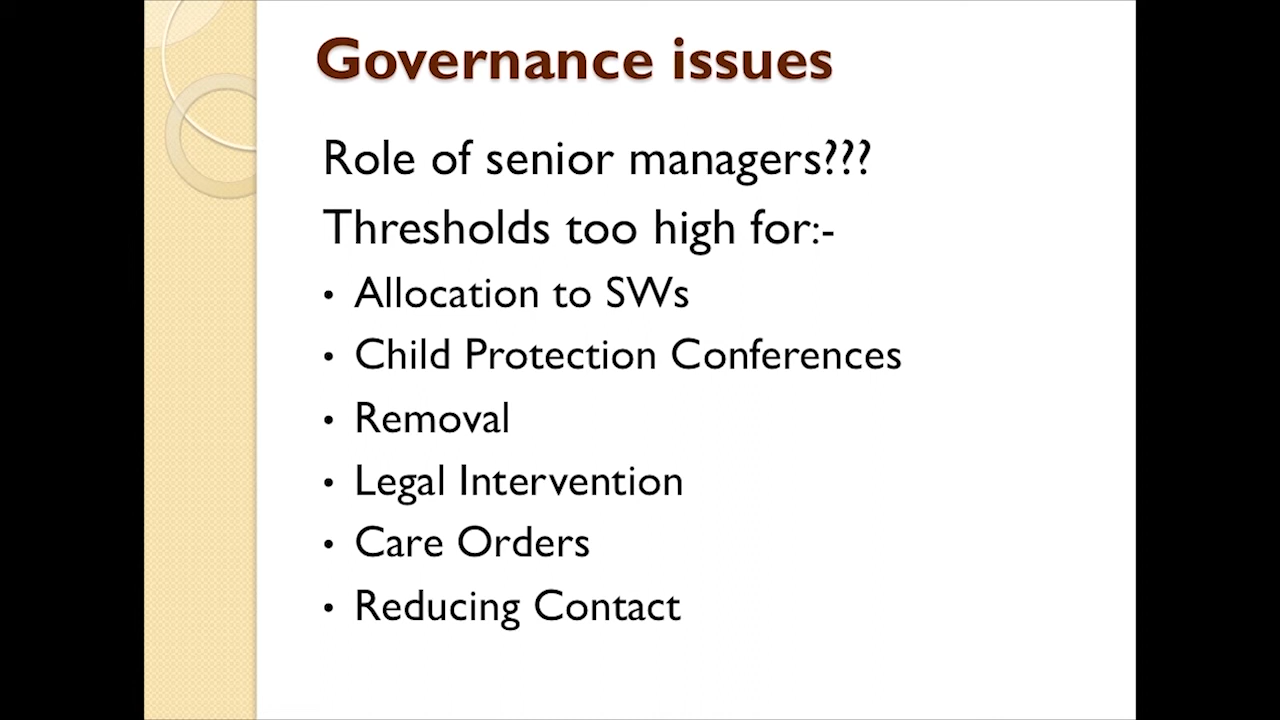 Governance issues
Role of senior managers???
Thresholds too high for:-
• Allocation to SWs
• Child Protection Conferences
• Removal
• Legal Intervention
• Care Orders
• Reducing Contact